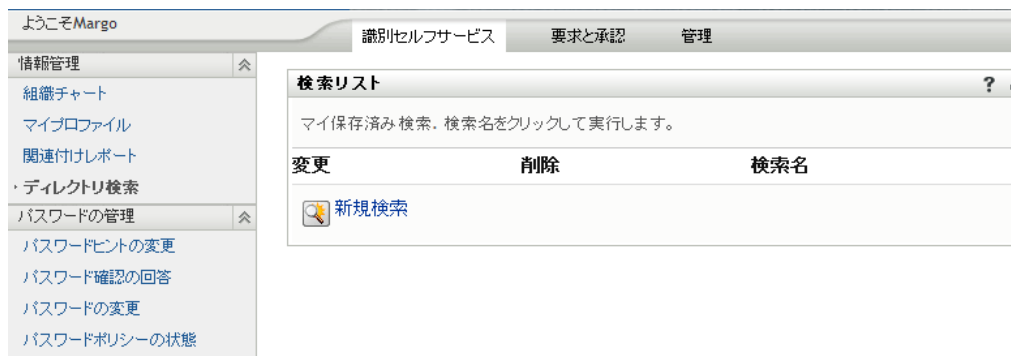 ようこそMargo
識別セルフサービス 要求と承認 管理
情報管理
組織チャート
マイプロファイル
関連付けレポート
ディレクトリ検索
パスワードの管理
パスワードヒントの変更
パスワード確認の回答
パスワードの変更
パスワードポリシーの状態
検索リスト ?
マイ保存済み検索. 検索名をクリックして実行します。
変更 削除 検索名
新規検索